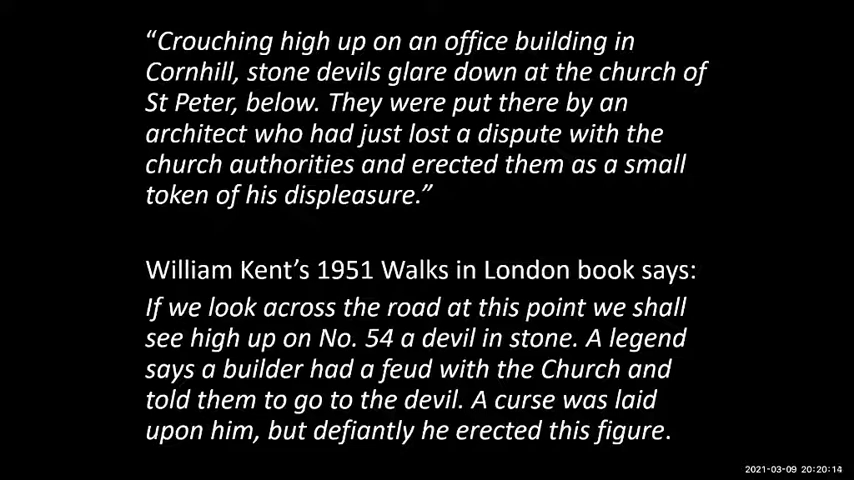 “Crouching high up on an office building in
Cornhill, stone devils glare down at the church of
St Peter, below. They were put there by an
architect who had just lost a dispute with the
church authorities and erected them as a small
token of his displeasure.”
William Kent’s 1951 Walks in London book says:
If we look across the road at this point we shall
see high up on No. 54 a devil in stone. A legend
says a builder had a feud with the Church and
told them to go to the devil. A curse was laid
upon him, but defiantly he erected this figure.
2021-03-09 20:20:14